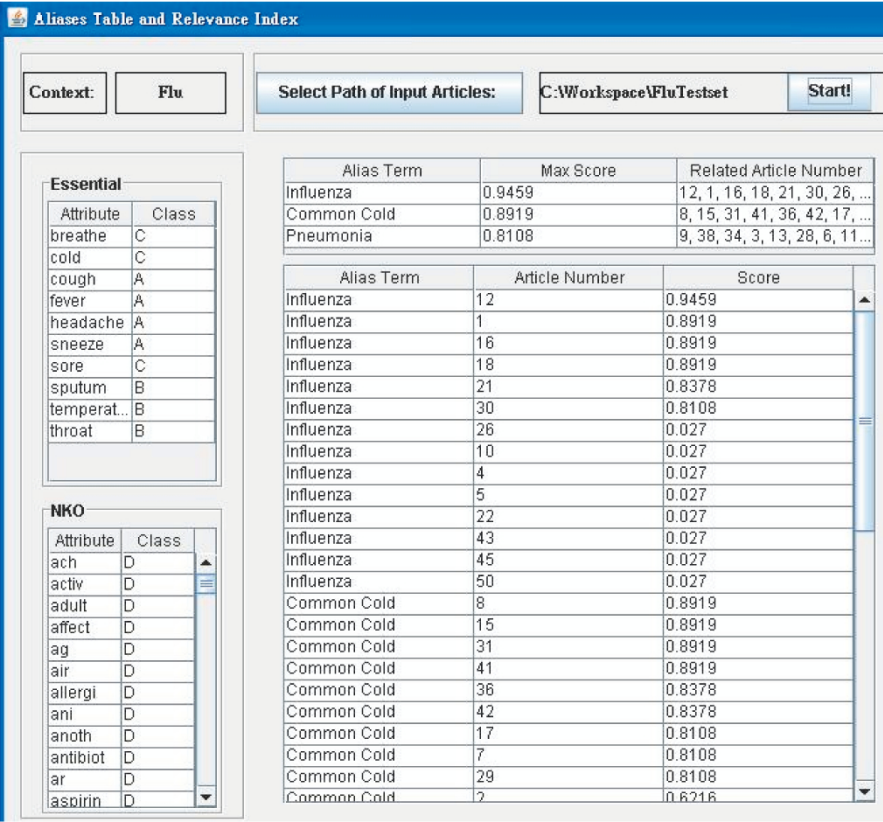 Aliases Table and Relevance Index
Context: Flu Select Path of Input Articles: C:\Workspace\FluTestset Start!
Essential
Attribute Class
breathe C
cold C
cough A
fever A
headache A
sneeze A
sore C
sputum B
temperat... B
throat B
NKO
Attribute Class
ach D
activ D
adult D
affect D
ag D
air D
allergi D
ani D
anoth D
antibiot D
ar D
aspirin D
Alias Term Max Score Related Article Number
Influenza 0.9459 12, 1, 16, 18, 21, 30, 26, ...
Common Cold 0.8919 8, 15, 31, 41, 36, 42, 17, ...
Pneumonia 0.8108 9, 38, 34, 3, 13, 28, 6, 11...
Alias Term Article Number Score
Influenza 12 0.9459
Influenza 1 0.8919
Influenza 16 0.8919
Influenza 18 0.8919
Influenza 21 0.8378
Influenza 30 0.8108
Influenza 26 0.027
Influenza 10 0.027
Influenza 4 0.027
Influenza 5 0.027
Influenza 22 0.027
Influenza 43 0.027
Influenza 45 0.027
Influenza 50 0.027
Common Cold 8 0.8919
Common Cold 15 0.8919
Common Cold 31 0.8919
Common Cold 41 0.8919
Common Cold 36 0.8378
Common Cold 42 0.8378
Common Cold 17 0.8108
Common Cold 7 0.8108
Common Cold 29 0.8108
Common Cold 2 0.6216